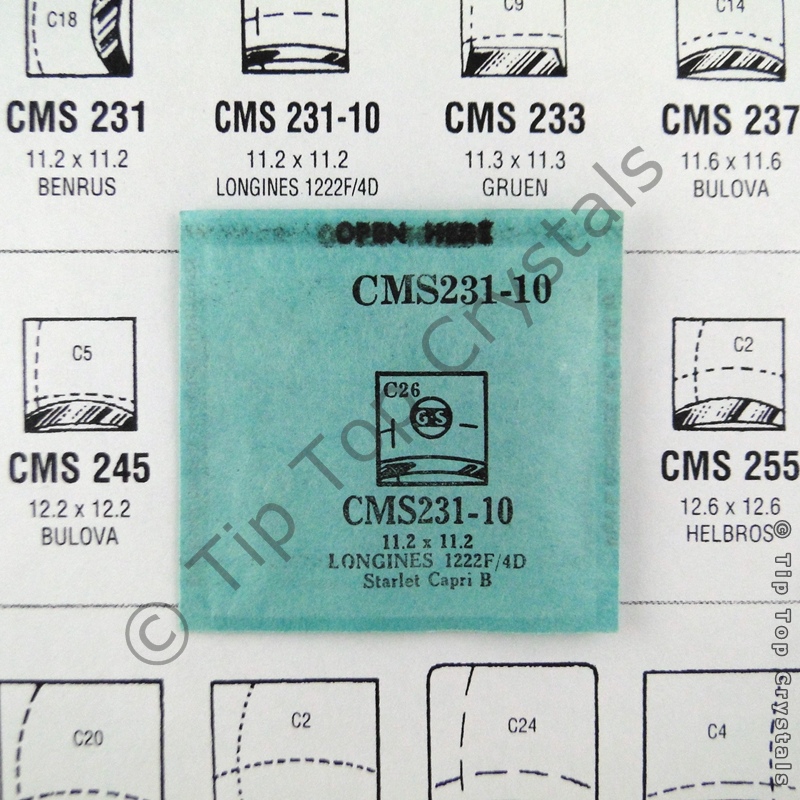 C18
C9
C14
CMS 231
11.2 x 11.2
BENRUS
CMS 231-10
11.2 x 11.2
LONGINES 1222F/4D
CMS 233
11.3 x 11.3
GRUEN
CMS 237
11.6 x 11.6
BULOVA
OPEN HERE
CMS231-10
C26
G-S
CMS231-10
11.2 x 11.2
LONGINES 1222F/4D
Starlet Capri B
C5
CMS 245
12.2 x 12.2
BULOVA
C2
CMS 255
12.6 x 12.6
HELBROS
C20
C2
C24
C4
© Tip Top Crystals
© Tip Top Crystals